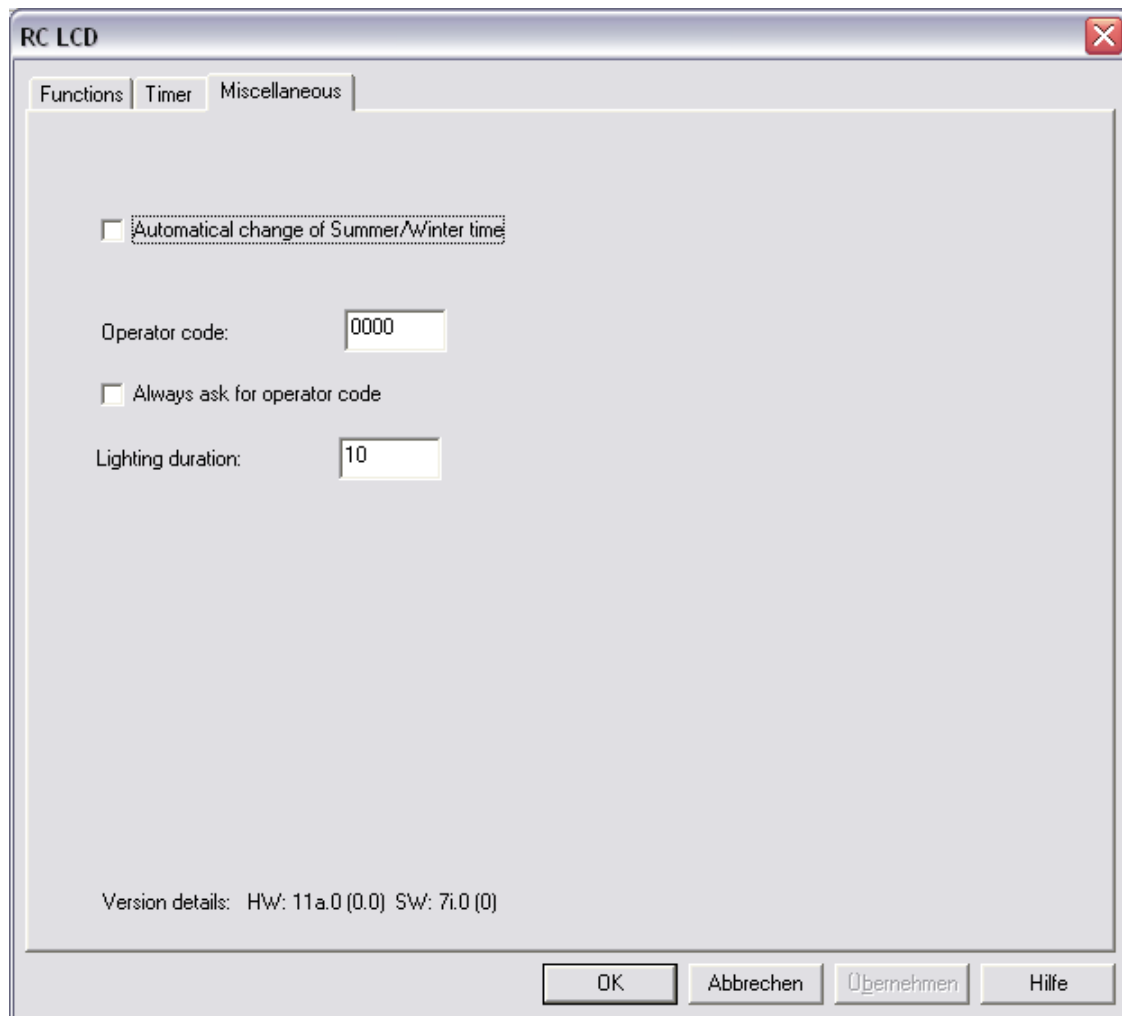 RC LCD
Functions Timer Miscellaneous
Automatical change of Summer/Winter time
Operator code: 0000
Always ask for operator code
Lighting duration: 10
Version details: HW: 11a.0 (0.0) SW: 7i.0 (0)
OK Abbrechen Übernehmen Hilfe